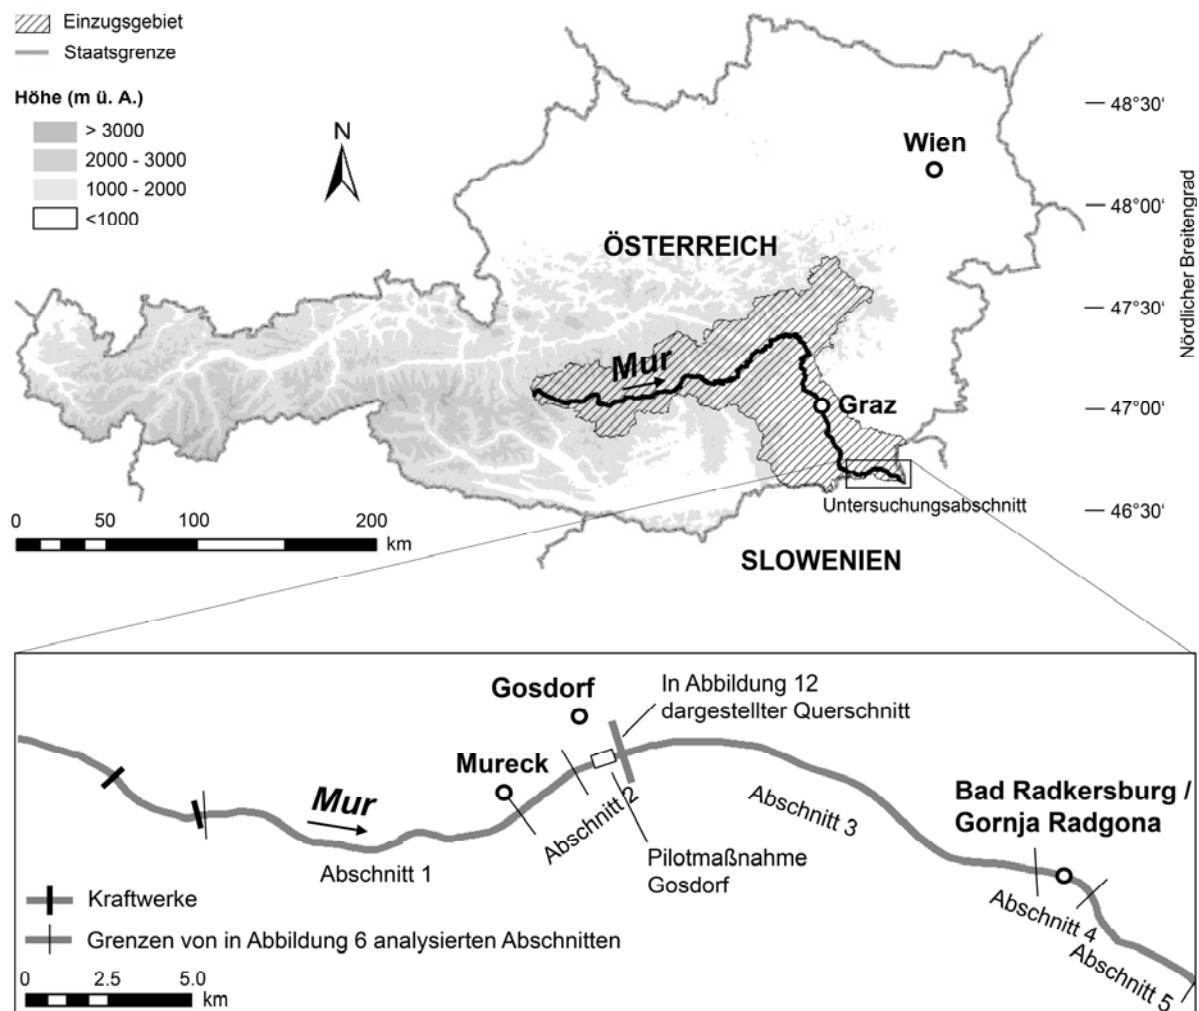 Einzugsgebiet
Staatsgrenze
Höhe (m ü. A.)
> 3000
2000 - 3000
1000 - 2000
<1000
N
Wien
ÖSTERREICH
Mur
Graz
Untersuchungsabschnitt
SLOWENIEN
48°30'
48°00'
47°30'
47°00'
46°30'
Nördlicher Breitengrad
0 50 100 200
km
Gosdorf
In Abbildung 12
dargestellter Querschnitt
Mureck
Mur
Abschnitt 1
Abschnitt 2
Abschnitt 3
Pilotmaßnahme
Gosdorf
Bad Radkersburg /
Gornja Radgona
Abschnitt 4
Abschnitt 5
Kraftwerke
Grenzen von in Abbildung 6 analysierten Abschnitten
0 2.5 5.0
km